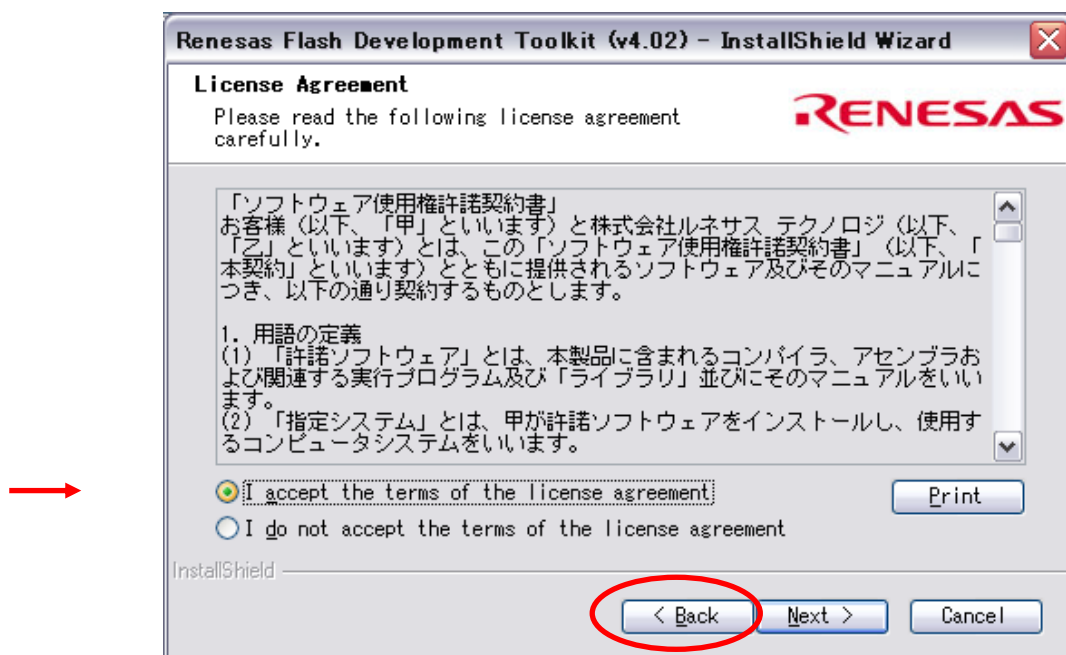 Renesas Flash Development Toolkit (v4.02) - InstallShield Wizard
License Agreement
Please read the following license agreement
carefully.
RENESAS
「ソフトウェア使用権許諾契約書」
お客様（以下、「甲」といいます）と株式会社ルネサス テクノロジ（以下、
「乙」といいます）とは、この「ソフトウェア使用権許諾契約書」（以下、「
本契約」といいます）とともに提供されるソフトウェア及びそのマニュアルに
つき、以下の通り契約するものとします。
1. 用語の定義
(1) 「許諾ソフトウェア」とは、本製品に含まれるコンパイラ、アセンブラお
よび関連する実行プログラム及び「ライブラリ」並びにそのマニュアルをいい
ます。
(2) 「指定システム」とは、甲が許諾ソフトウェアをインストールし、使用す
るコンピュータシステムをいいます。
I accept the terms of the license agreement
Print
I do not accept the terms of the license agreement
InstallShield
< Back
Next >
Cancel